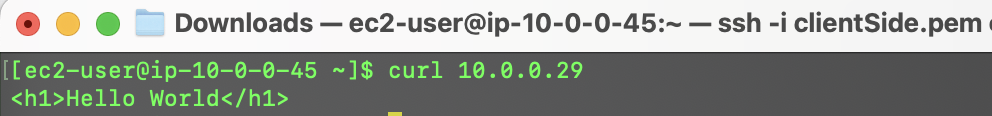 Downloads — ec2-user@ip-10-0-0-45:~ — ssh -i clientSide.pem
[[ec2-user@ip-10-0-0-45 ~]$ curl 10.0.0.29
<h1>Hello World</h1>